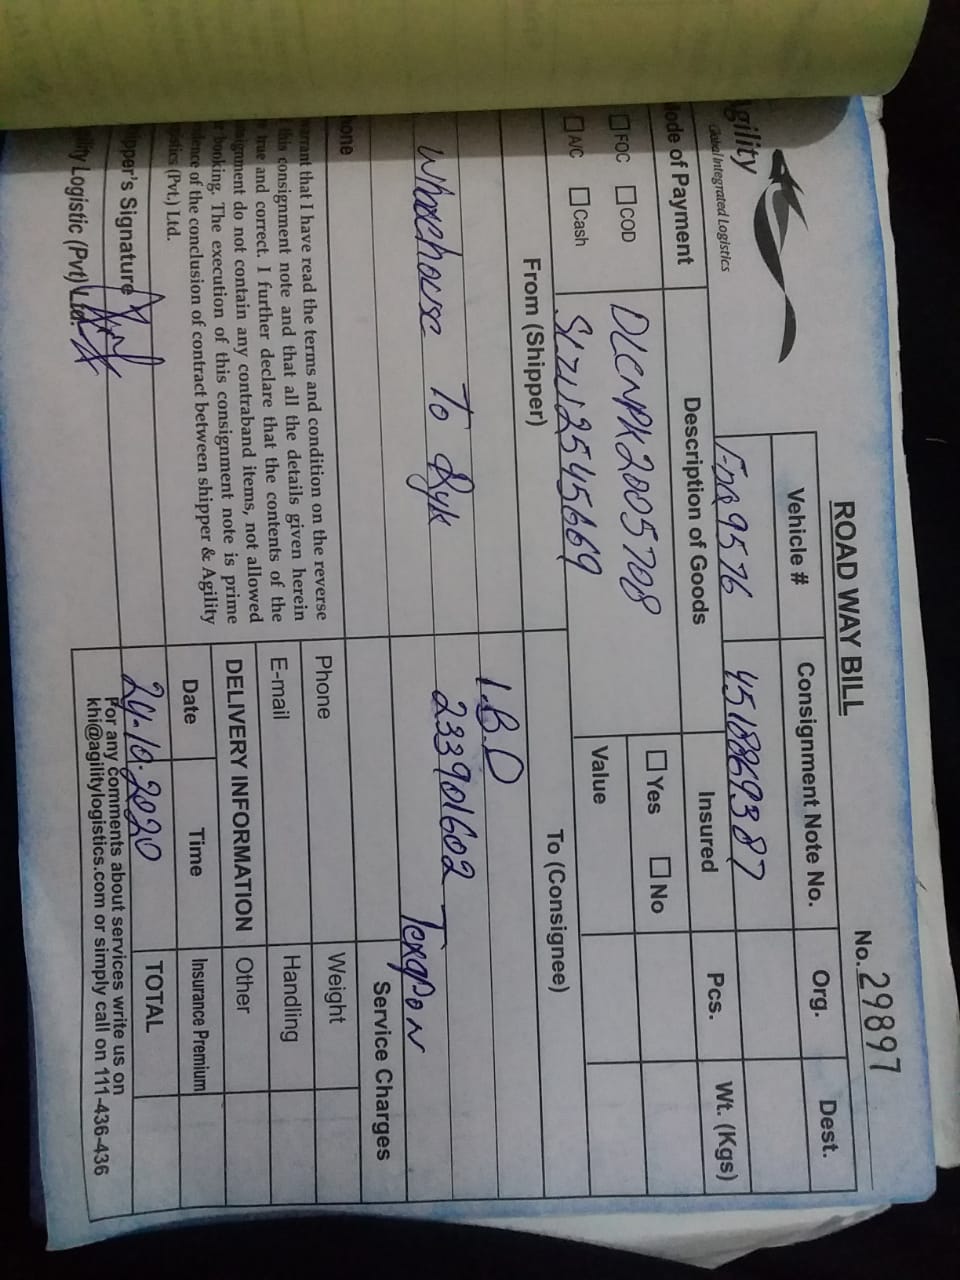 ROAD WAY BILL
No. 29897
gility
Global Integrated Logistics
Vehicle #
Consignment Note No.
Org.
Dest.
9576
4518869387
ode of Payment
Description of Goods
Insured
Pcs.
Wt. (Kgs)
FOC
COD
DLCNPK2005708
Yes
No
A/C
Cash
SLZU2545669
Value
From (Shipper)
To (Consignee)
I.B.D
Wharehouse To Ryk
233901602
Texapon
hone
Service Charges
warrant that I have read the terms and condition on the reverse
this consignment note and that all the details given herein
true and correct. I further declare that the contents of the
signment do not contain any contraband items, not allowed
booking. The execution of this consignment note is prime
dence of the conclusion of contract between shipper & Agility
gistics (Pvt.) Ltd.
Phone
Weight
E-mail
Handling
DELIVERY INFORMATION
Other
Date
Time
Insurance Premium
24.10.2020
TOTAL
ipper's Signature
gility Logistic (Pvt) Ltd.
For any comments about services write us on
khi@agilitylogistics.com or simply call on 111-436-436